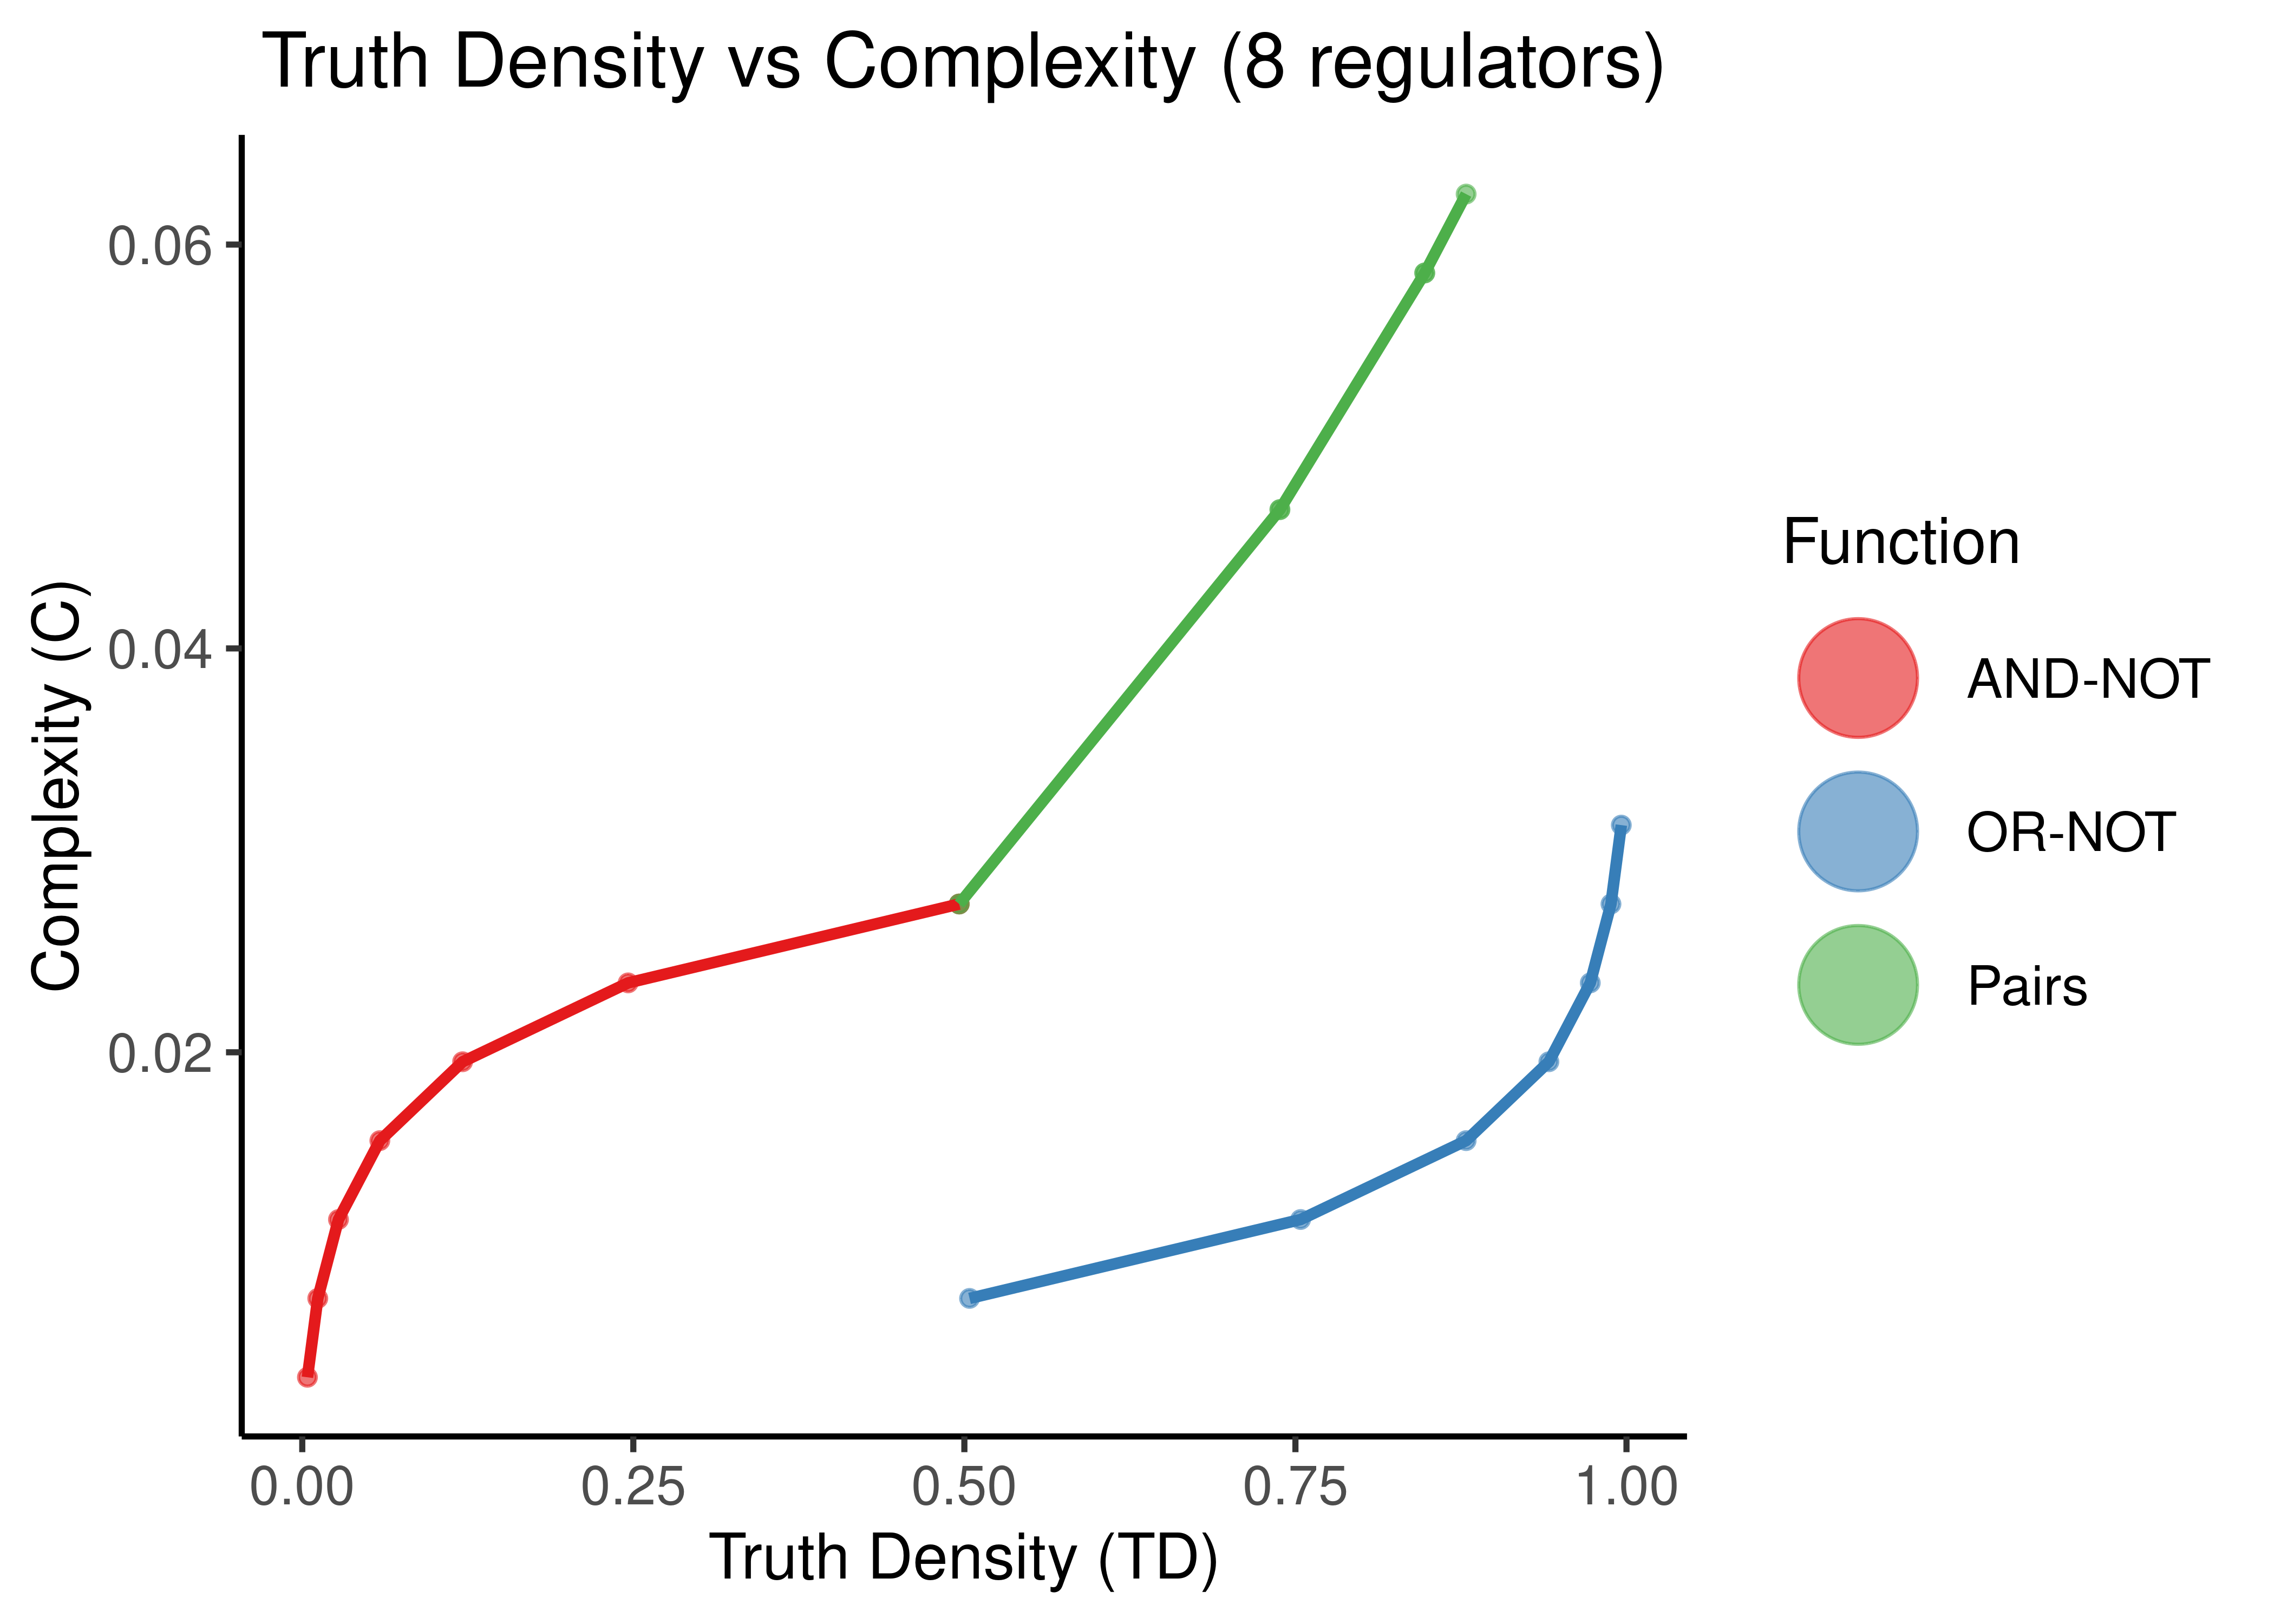 Truth Density vs Complexity (8 regulators)
Complexity (C)
0.06
0.04
0.02
0.00 0.25 0.50 0.75 1.00
Truth Density (TD)
Function
AND-NOT
OR-NOT
Pairs